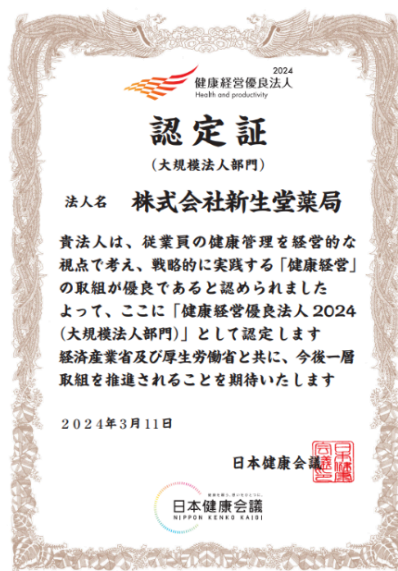 2024
健康経営優良法人
Health and productivity
認定証
(大規模法人部門)
法人名 株式会社新生堂薬局
貴法人は、従業員の健康管理を経営的な
視点で考え、戦略的に実践する「健康経営」
の取組が優良であると認められました
よって、ここに「健康経営優良法人2024
(大規模法人部門)」として認定します
経済産業省及び厚生労働省と共に、今後一層
取組を推進されることを期待いたします
2024年3月11日
日本健康会議
日本健康会議
NIPPON KENKO KAIGI